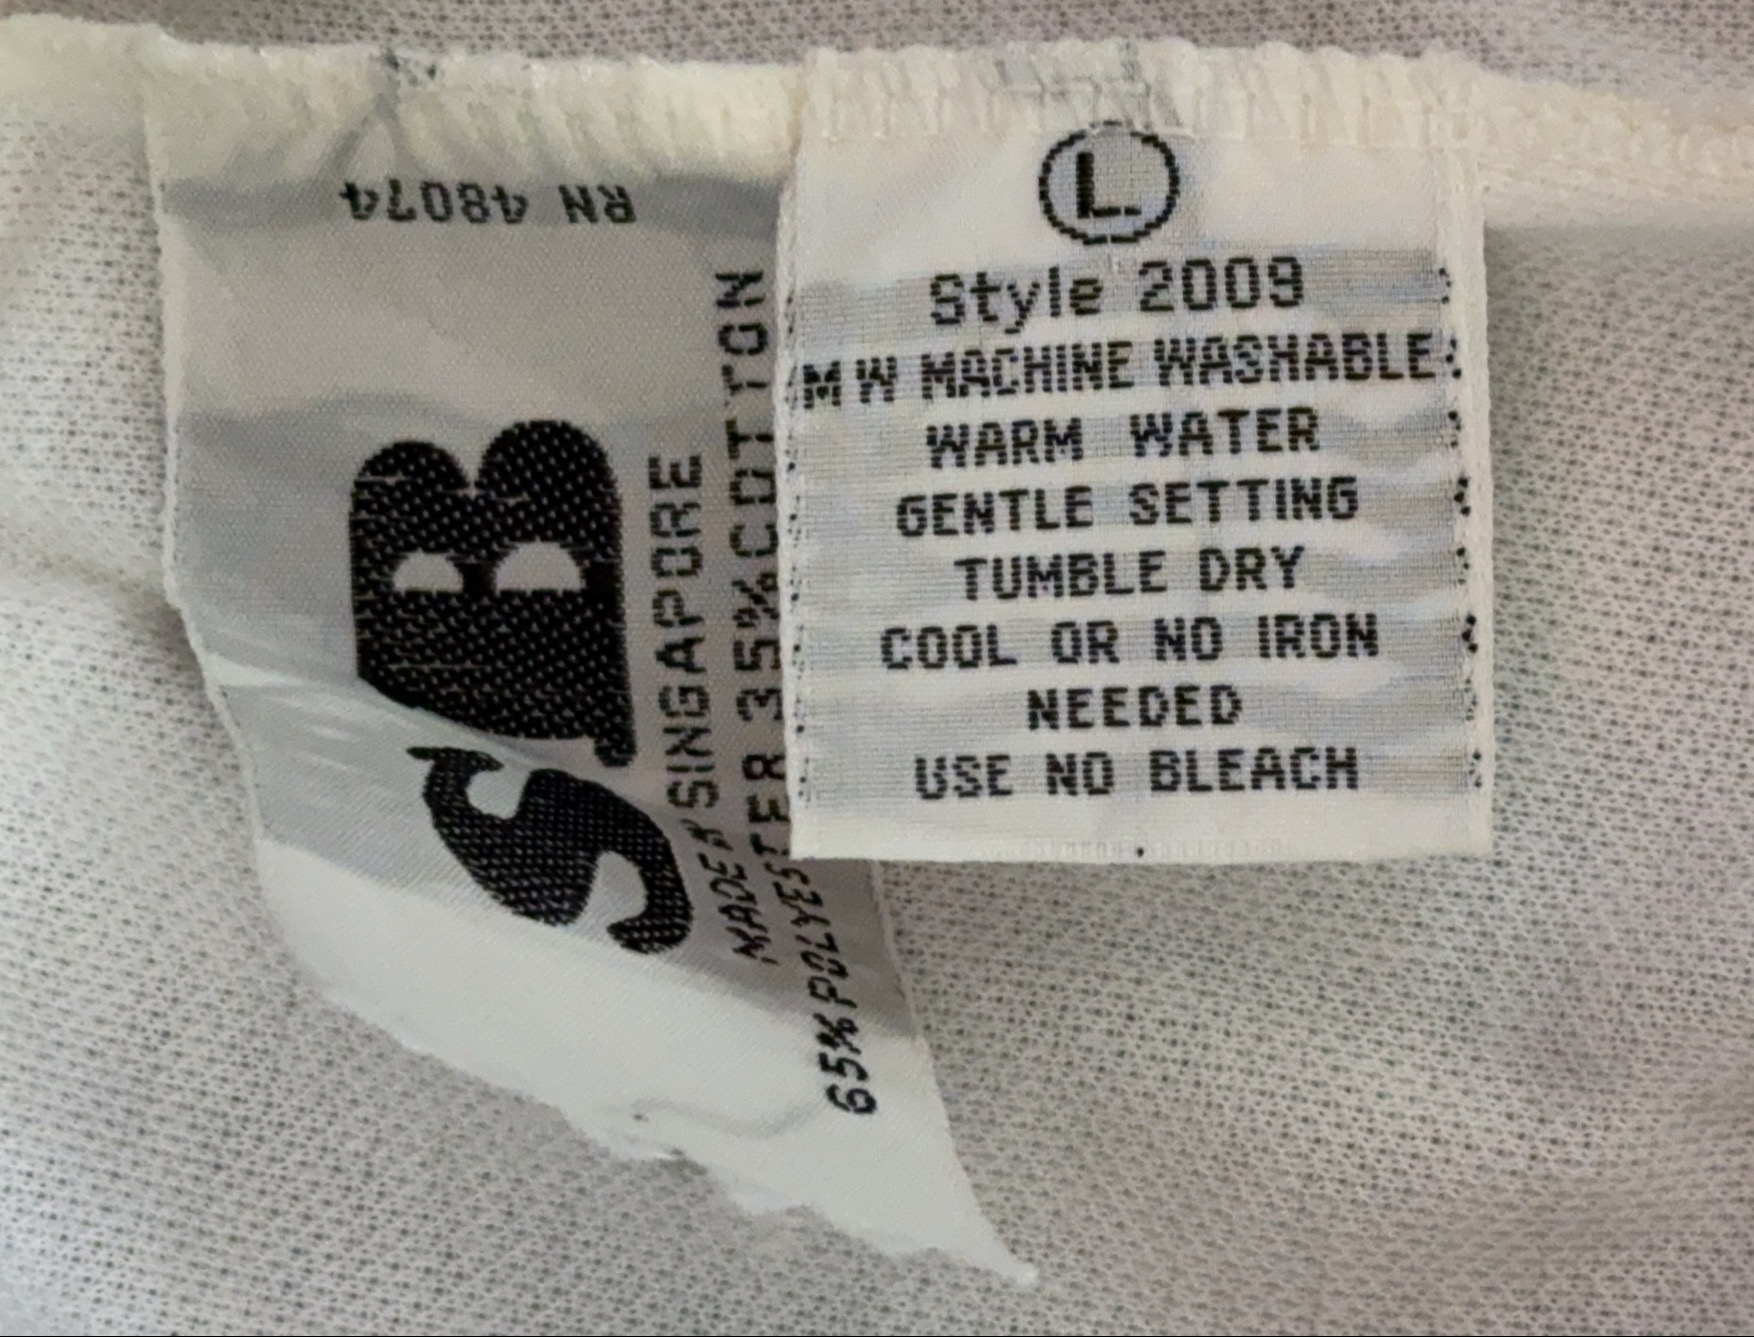 RN 48074
SB
MADE IN SINGAPORE
65% POLYESTER 35% COTTON
L
Style 2009
MW MACHINE WASHABLE
WARM WATER
GENTLE SETTING
TUMBLE DRY
COOL OR NO IRON
NEEDED
USE NO BLEACH